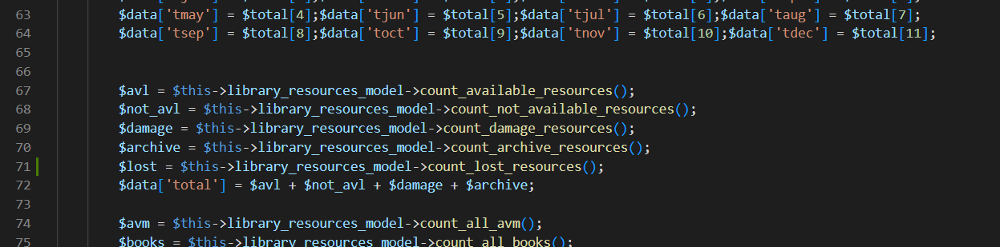 63 $data['tmay'] = $total[4];$data['tjun'] = $total[5];$data['tjul'] = $total[6];$data['taug'] = $total[7];
64 $data['tsep'] = $total[8];$data['toct'] = $total[9];$data['tnov'] = $total[10];$data['tdec'] = $total[11];
65
66
67 $avl = $this->library_resources_model->count_available_resources();
68 $not_avl = $this->library_resources_model->count_not_available_resources();
69 $damage = $this->library_resources_model->count_damage_resources();
70 $archive = $this->library_resources_model->count_archive_resources();
71 $lost = $this->library_resources_model->count_lost_resources();
72 $data['total'] = $avl + $not_avl + $damage + $archive;
73
74 $avm = $this->library_resources_model->count_all_avm();
75 $books = $this->library_resources_model->count_all_books();